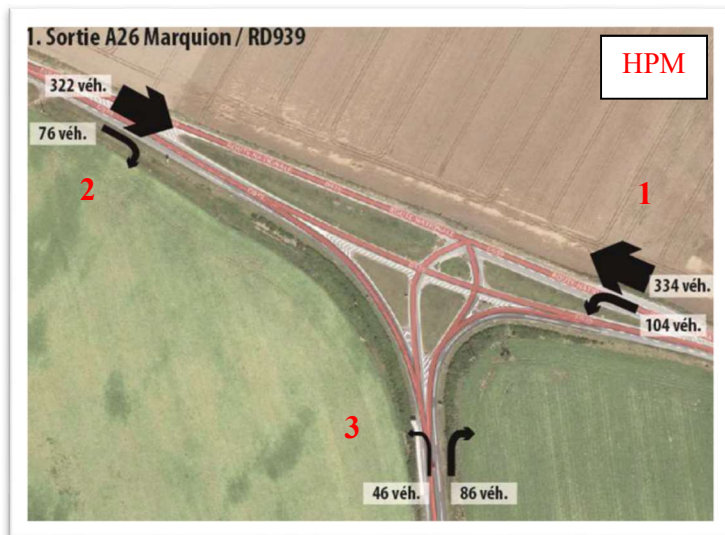 1. Sortie A26 Marquion / RD939
HPM
322 véh.
76 véh.
2
1
334 véh.
104 véh.
3
46 véh.
86 véh.